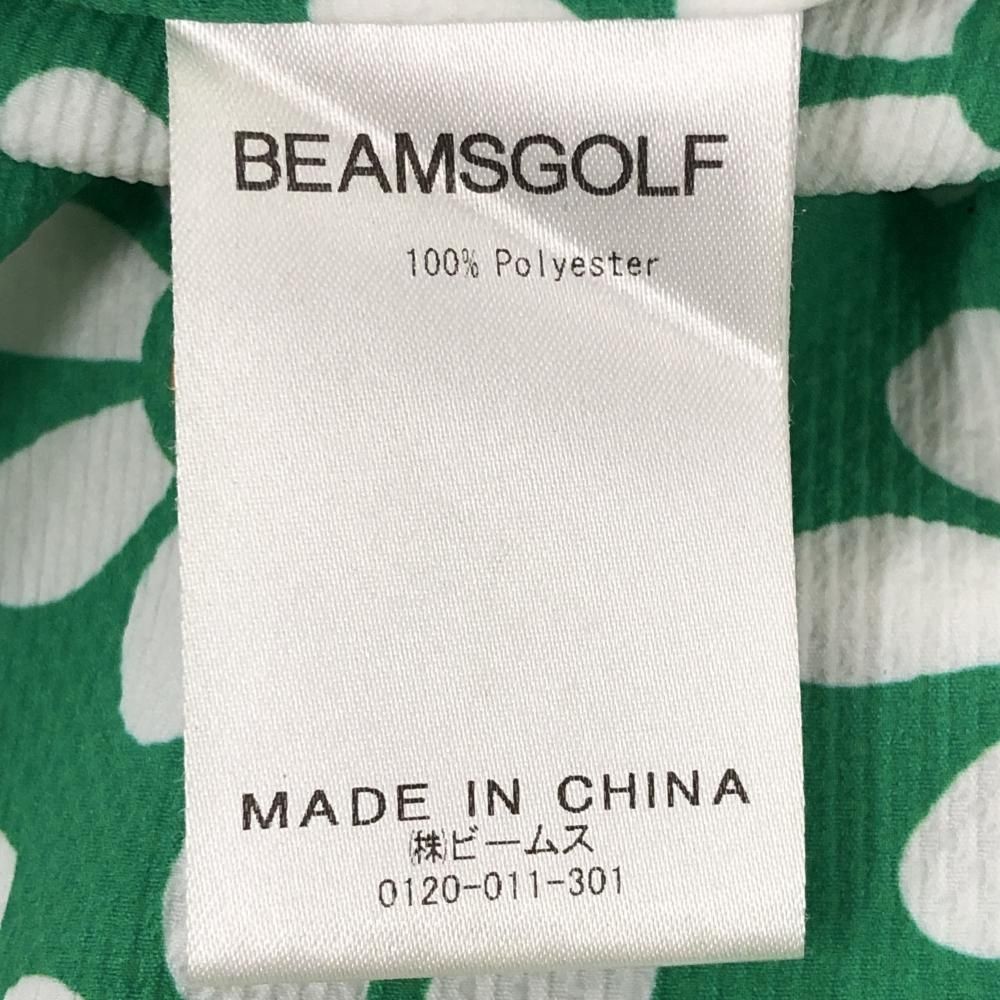 BEAMSGOLF
100% Polyester
MADE IN CHINA
㈱ビームス
0120-011-301